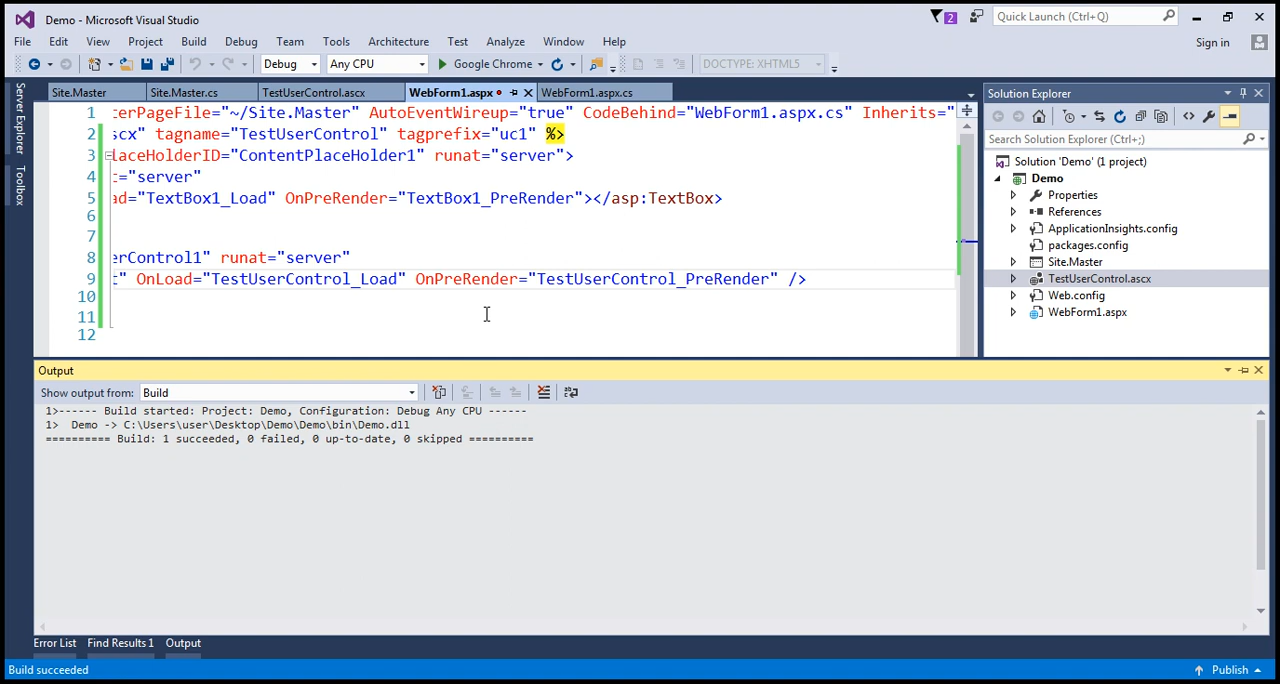 Demo - Microsoft Visual Studio
2
Quick Launch (Ctrl+Q)
File Edit View Project Build Debug Team Tools Architecture Test Analyze Window Help
Sign in
Debug Any CPU Google Chrome DOCTYPE: XHTML5
Server Explorer
Toolbox
Site.Master Site.Master.cs TestUserControl.ascx WebForm1.aspx WebForm1.aspx.cs
1 terPageFile="~/Site.Master" AutoEventWireup="true" CodeBehind="WebForm1.aspx.cs" Inherits="
2 scx" tagname="TestUserControl" tagprefix="uc1" %>
3 laceHolderID="ContentPlaceHolder1" runat="server">
4 t="server"
5 ad="TextBox1_Load" OnPreRender="TextBox1_PreRender"></asp:TextBox>
6
7
8 erControl1" runat="server"
9 t" OnLoad="TestUserControl_Load" OnPreRender="TestUserControl_PreRender" />
10
11
12
Solution Explorer
Search Solution Explorer (Ctrl+;)
Solution 'Demo' (1 project)
Demo
Properties
References
ApplicationInsights.config
packages.config
Site.Master
TestUserControl.ascx
Web.config
WebForm1.aspx
Output
Show output from: Build
1>------ Build started: Project: Demo, Configuration: Debug Any CPU ------
1> Demo -> C:\Users\user\Desktop\Demo\Demo\bin\Demo.dll
========== Build: 1 succeeded, 0 failed, 0 up-to-date, 0 skipped ==========
Error List Find Results 1 Output
Build succeeded
Publish